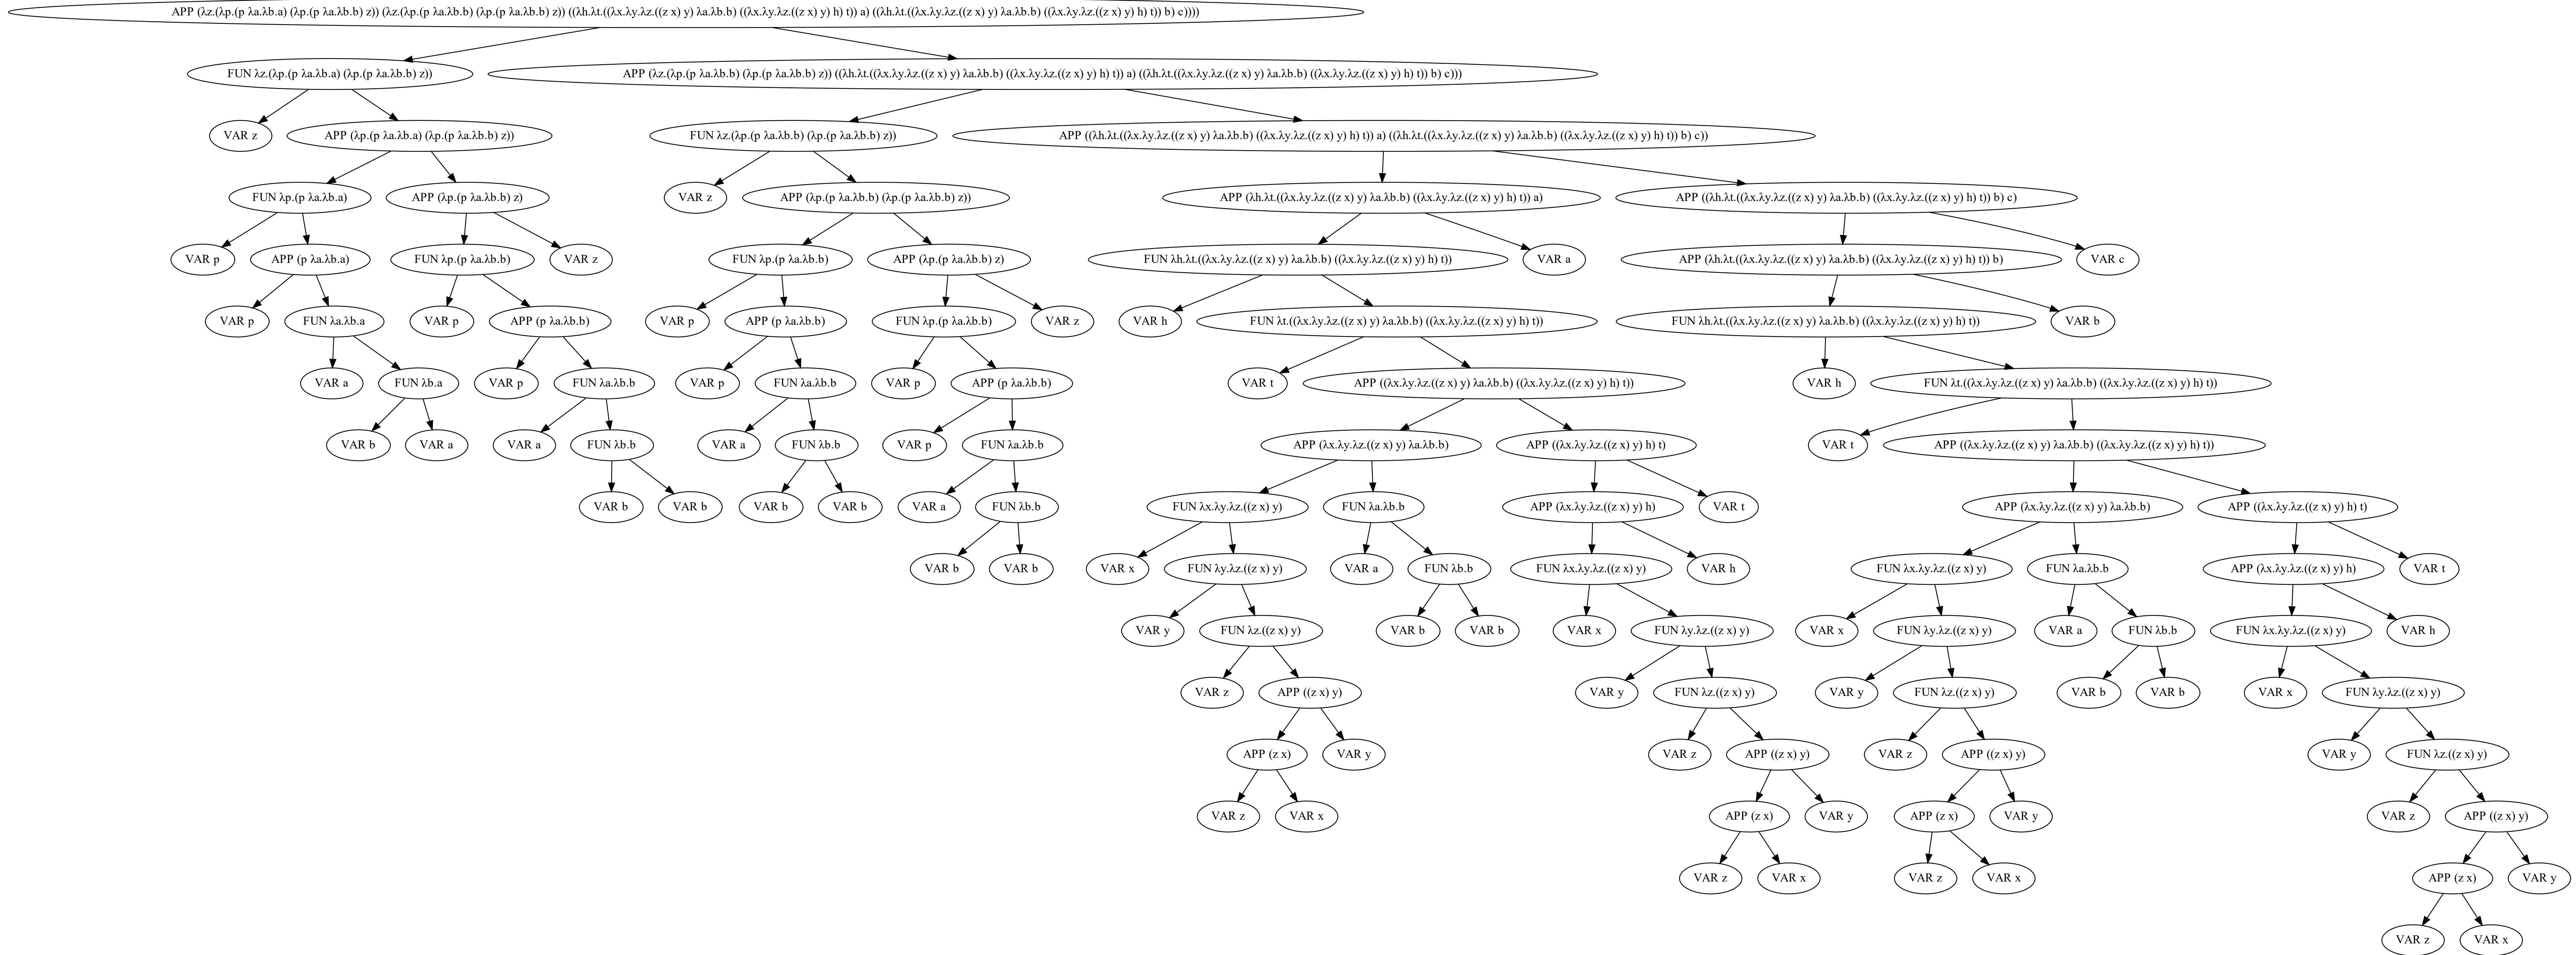 APP (λz.(λp.(p λa.λb.a) (λp.(p λa.λb.b) z)) (λz.(λp.(p λa.λb.b) (λp.(p λa.λb.b) z)) ((λh.λt.((λx.λy.λz.((z x) y) λa.λb.b) ((λx.λy.λz.((z x) y) h) t)) a) ((λh.λt.((λx.λy.λz.((z x) y) λa.λb.b) ((λx.λy.λz.((z x) y) h) t)) b) c))))
FUN λz.(λp.(p λa.λb.a) (λp.(p λa.λb.b) z))
APP (λz.(λp.(p λa.λb.b) (λp.(p λa.λb.b) z)) ((λh.λt.((λx.λy.λz.((z x) y) λa.λb.b) ((λx.λy.λz.((z x) y) h) t)) a) ((λh.λt.((λx.λy.λz.((z x) y) λa.λb.b) ((λx.λy.λz.((z x) y) h) t)) b) c)))
VAR z
APP (λp.(p λa.λb.a) (λp.(p λa.λb.b) z))
FUN λz.(λp.(p λa.λb.b) (λp.(p λa.λb.b) z))
APP ((λh.λt.((λx.λy.λz.((z x) y) λa.λb.b) ((λx.λy.λz.((z x) y) h) t)) a) ((λh.λt.((λx.λy.λz.((z x) y) λa.λb.b) ((λx.λy.λz.((z x) y) h) t)) b) c))
FUN λp.(p λa.λb.a)
APP (λp.(p λa.λb.b) z)
VAR z
APP (λp.(p λa.λb.b) (λp.(p λa.λb.b) z))
APP (λh.λt.((λx.λy.λz.((z x) y) λa.λb.b) ((λx.λy.λz.((z x) y) h) t)) a)
APP ((λh.λt.((λx.λy.λz.((z x) y) λa.λb.b) ((λx.λy.λz.((z x) y) h) t)) b) c)
VAR p
APP (p λa.λb.a)
FUN λp.(p λa.λb.b)
VAR z
FUN λp.(p λa.λb.b)
APP (λp.(p λa.λb.b) z)
FUN λh.λt.((λx.λy.λz.((z x) y) λa.λb.b) ((λx.λy.λz.((z x) y) h) t))
VAR a
APP (λh.λt.((λx.λy.λz.((z x) y) λa.λb.b) ((λx.λy.λz.((z x) y) h) t)) b)
VAR c
VAR p
FUN λa.λb.a
VAR p
APP (p λa.λb.b)
VAR p
APP (p λa.λb.b)
FUN λp.(p λa.λb.b)
VAR z
VAR h
FUN λt.((λx.λy.λz.((z x) y) λa.λb.b) ((λx.λy.λz.((z x) y) h) t))
FUN λh.λt.((λx.λy.λz.((z x) y) λa.λb.b) ((λx.λy.λz.((z x) y) h) t))
VAR b
VAR a
FUN λb.a
VAR p
FUN λa.λb.b
VAR p
FUN λa.λb.b
VAR p
APP (p λa.λb.b)
VAR t
APP ((λx.λy.λz.((z x) y) λa.λb.b) ((λx.λy.λz.((z x) y) h) t))
VAR h
FUN λt.((λx.λy.λz.((z x) y) λa.λb.b) ((λx.λy.λz.((z x) y) h) t))
VAR b
VAR a
VAR a
FUN λb.b
VAR a
FUN λb.b
VAR p
FUN λa.λb.b
APP (λx.λy.λz.((z x) y) λa.λb.b)
APP ((λx.λy.λz.((z x) y) h) t)
VAR t
APP ((λx.λy.λz.((z x) y) λa.λb.b) ((λx.λy.λz.((z x) y) h) t))
VAR b
VAR b
VAR b
VAR b
VAR a
FUN λb.b
FUN λx.λy.λz.((z x) y)
FUN λa.λb.b
APP (λx.λy.λz.((z x) y) h)
VAR t
APP (λx.λy.λz.((z x) y) λa.λb.b)
APP ((λx.λy.λz.((z x) y) h) t)
VAR b
VAR b
VAR x
FUN λy.λz.((z x) y)
VAR a
FUN λb.b
FUN λx.λy.λz.((z x) y)
VAR h
FUN λx.λy.λz.((z x) y)
FUN λa.λb.b
APP (λx.λy.λz.((z x) y) h)
VAR t
VAR y
FUN λz.((z x) y)
VAR b
VAR b
VAR x
FUN λy.λz.((z x) y)
VAR x
FUN λy.λz.((z x) y)
VAR a
FUN λb.b
FUN λx.λy.λz.((z x) y)
VAR h
VAR z
APP ((z x) y)
VAR y
FUN λz.((z x) y)
VAR y
FUN λz.((z x) y)
VAR b
VAR b
VAR x
FUN λy.λz.((z x) y)
APP (z x)
VAR y
VAR z
APP ((z x) y)
VAR z
APP ((z x) y)
VAR y
FUN λz.((z x) y)
VAR z
VAR x
APP (z x)
VAR y
APP (z x)
VAR y
VAR z
APP ((z x) y)
VAR z
VAR x
VAR z
VAR x
APP (z x)
VAR y
VAR z
VAR x